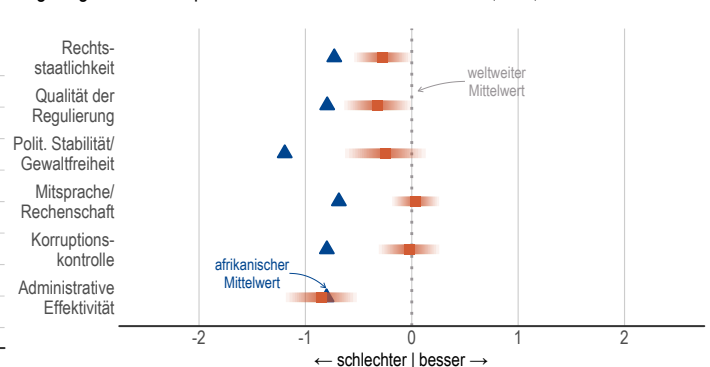 Rechts-
staatlichkeit
weltweiter
Mittelwert
Qualität der
Regulierung
Polit. Stabilität/
Gewaltfreiheit
Mitsprache/
Rechenschaft
Korruptions-
kontrolle
afrikanischer
Mittelwert
Administrative
Effektivität
-2 -1 0 1 2
← schlechter | besser →